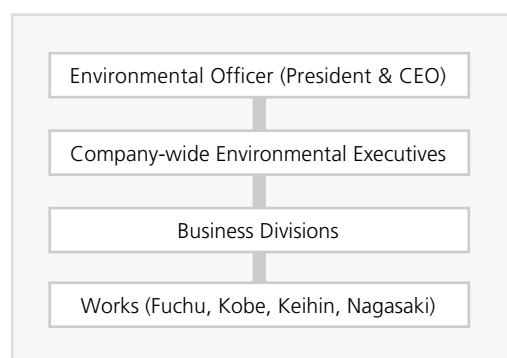 Environmental Officer (President & CEO)
Company-wide Environmental Executives
Business Divisions
Works (Fuchu, Kobe, Keihin, Nagasaki)